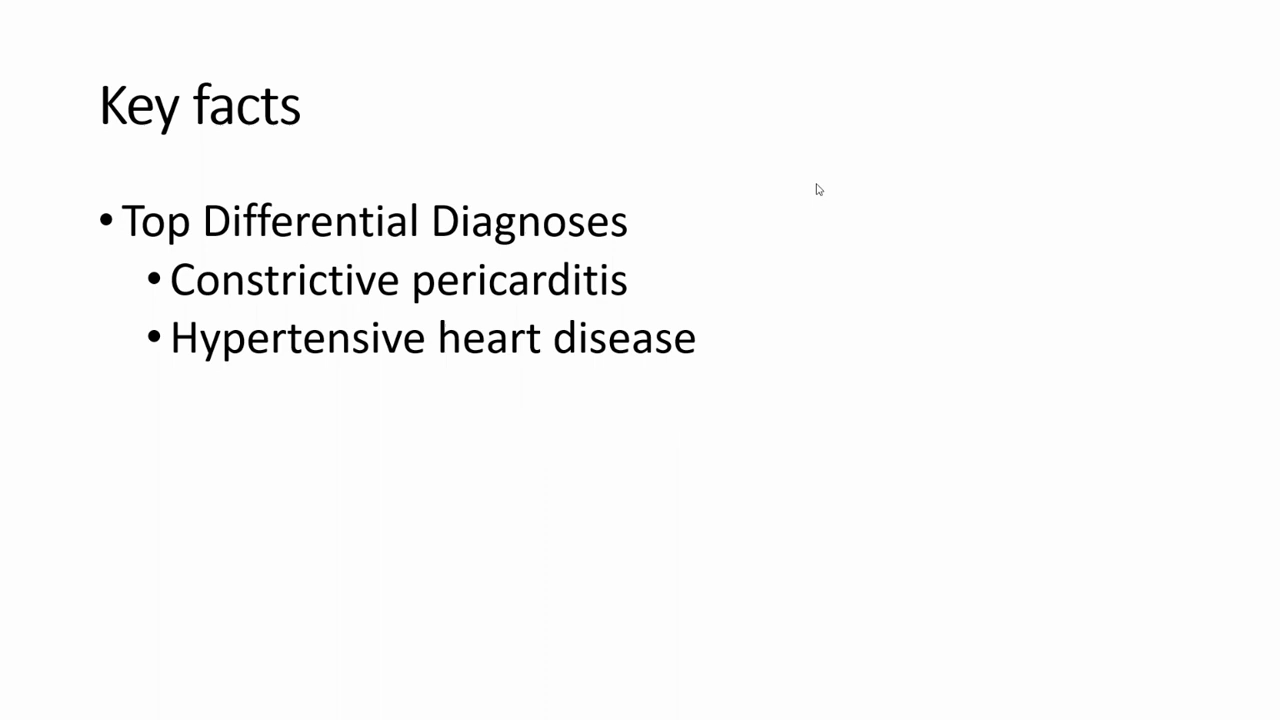 Key facts
• Top Differential Diagnoses
• Constrictive pericarditis
• Hypertensive heart disease